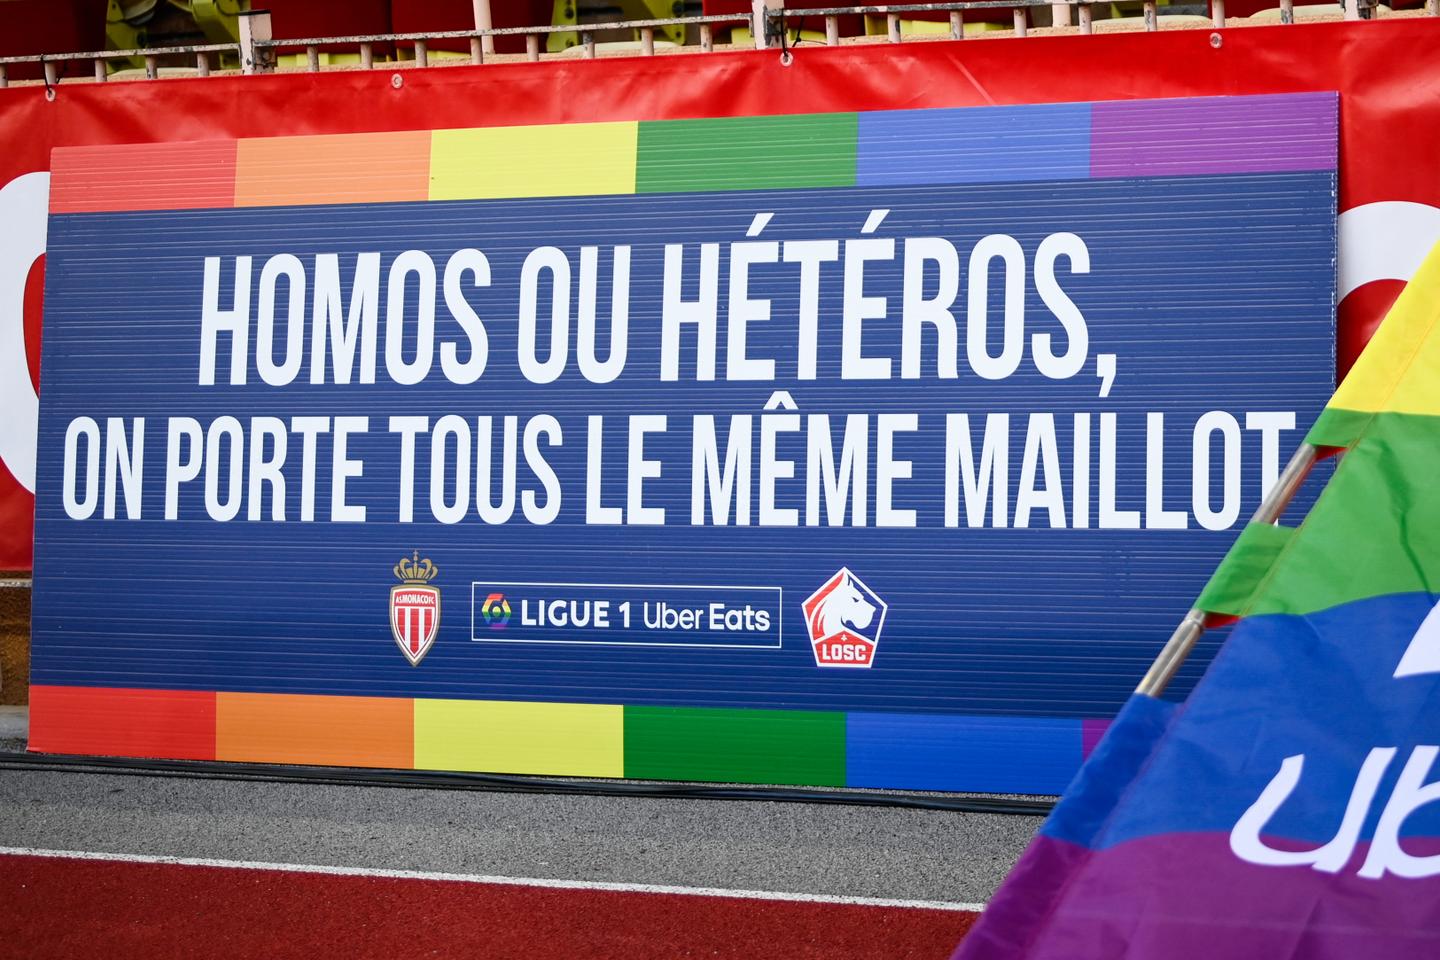 HOMOS OU HÉTÉROS,
ON PORTE TOUS LE MÊME MAILLOT
ASMONACOFC
LIGUE 1 Uber Eats
LOSC